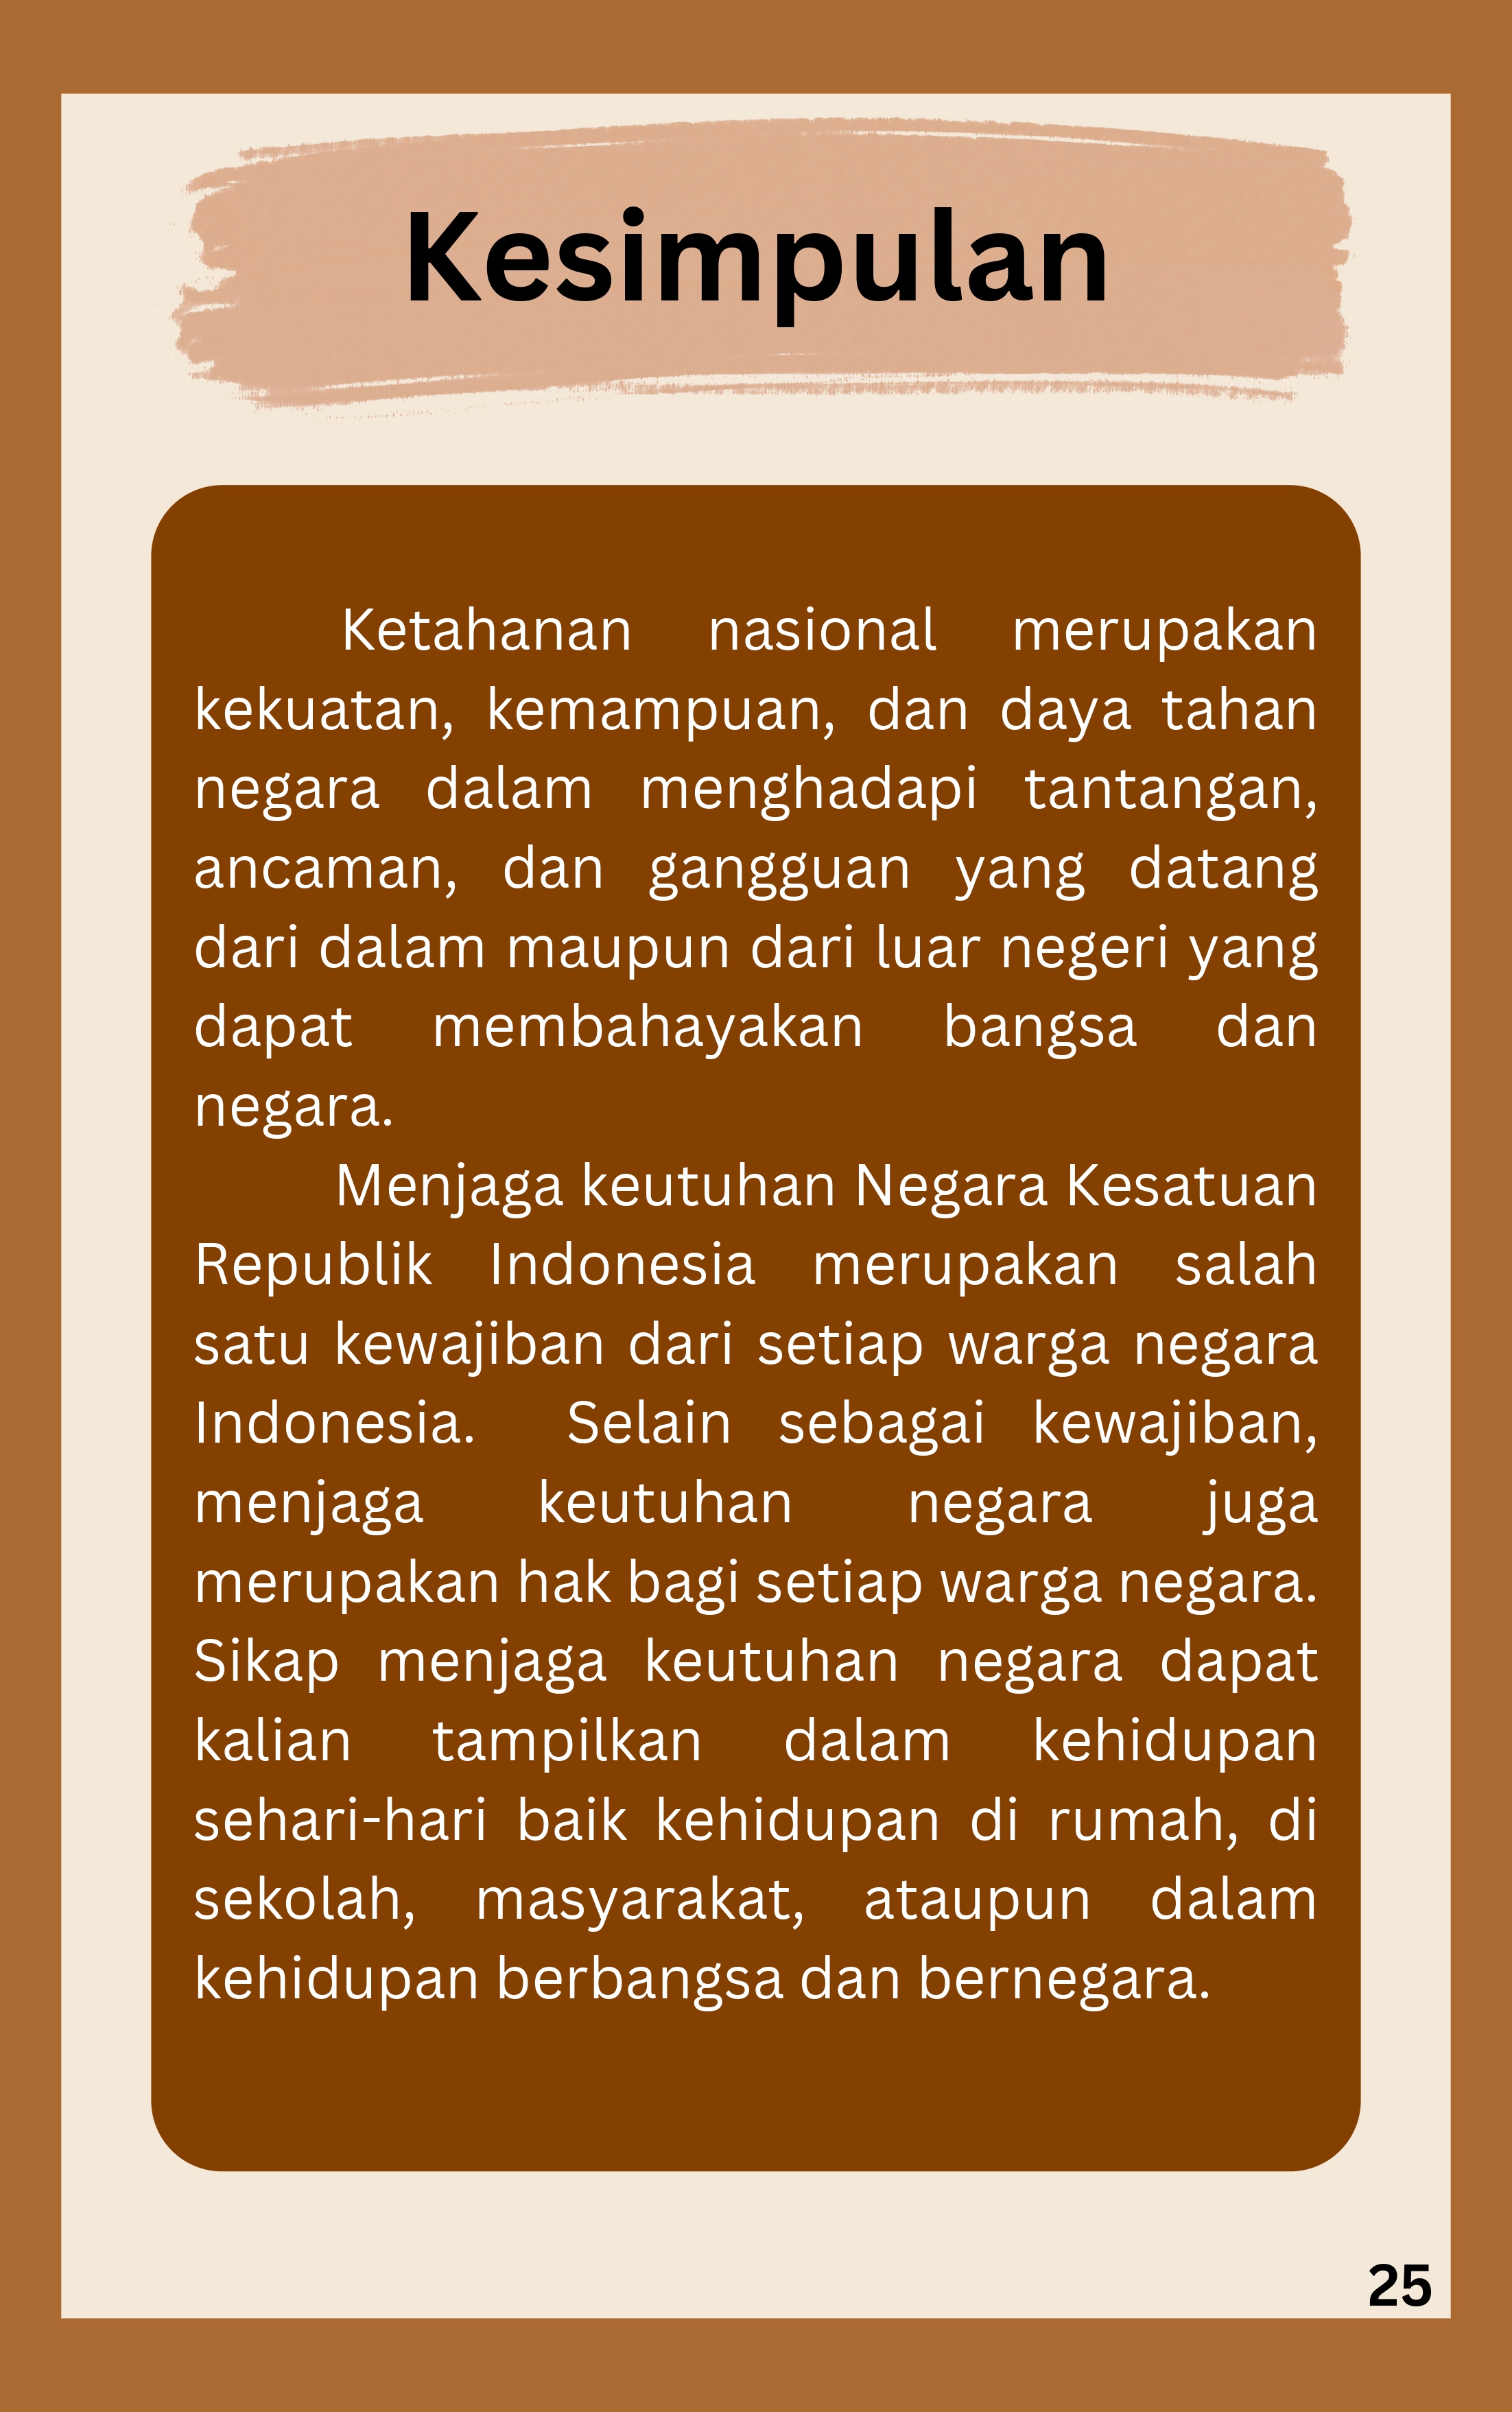 Kesimpulan
Ketahanan nasional merupakan
kekuatan, kemampuan, dan daya tahan
negara dalam menghadapi tantangan,
ancaman, dan gangguan yang datang
dari dalam maupun dari luar negeri yang
dapat membahayakan bangsa dan
negara.
Menjaga keutuhan Negara Kesatuan
Republik Indonesia merupakan salah
satu kewajiban dari setiap warga negara
Indonesia. Selain sebagai kewajiban,
menjaga keutuhan negara juga
merupakan hak bagi setiap warga negara.
Sikap menjaga keutuhan negara dapat
kalian tampilkan dalam kehidupan
sehari-hari baik kehidupan di rumah, di
sekolah, masyarakat, ataupun dalam
kehidupan berbangsa dan bernegara.
25